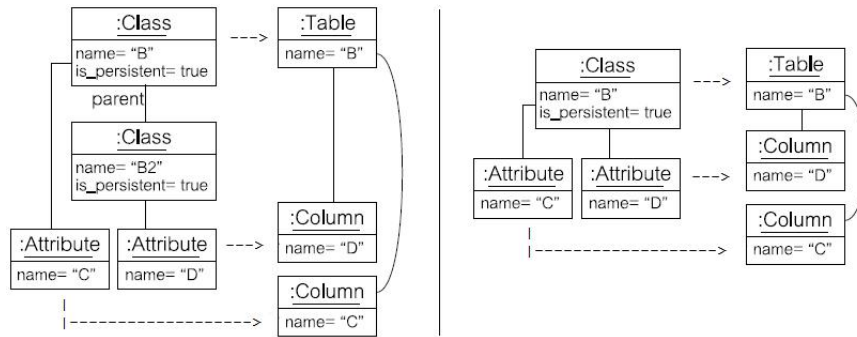 :Class
name= “B”
is_persistent= true
parent
:Class
name= “B2”
is_persistent= true
:Attribute
name= “C”
:Attribute
name= “D”
:Table
name= “B”
:Column
name= “D”
:Column
name= “C”
:Class
name= “B”
is_persistent= true
:Attribute
name= “C”
:Attribute
name= “D”
:Table
name= “B”
:Column
name= “D”
:Column
name= “C”